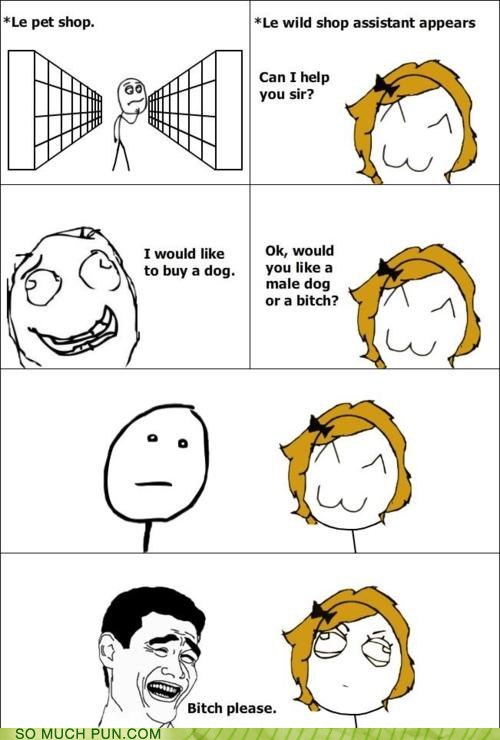 *Le pet shop.
*Le wild shop assistant appears
Can I help
you sir?
I would like
to buy a dog.
Ok, would
you like a
male dog
or a bitch?
Bitch please.
SO MUCH PUN.COM